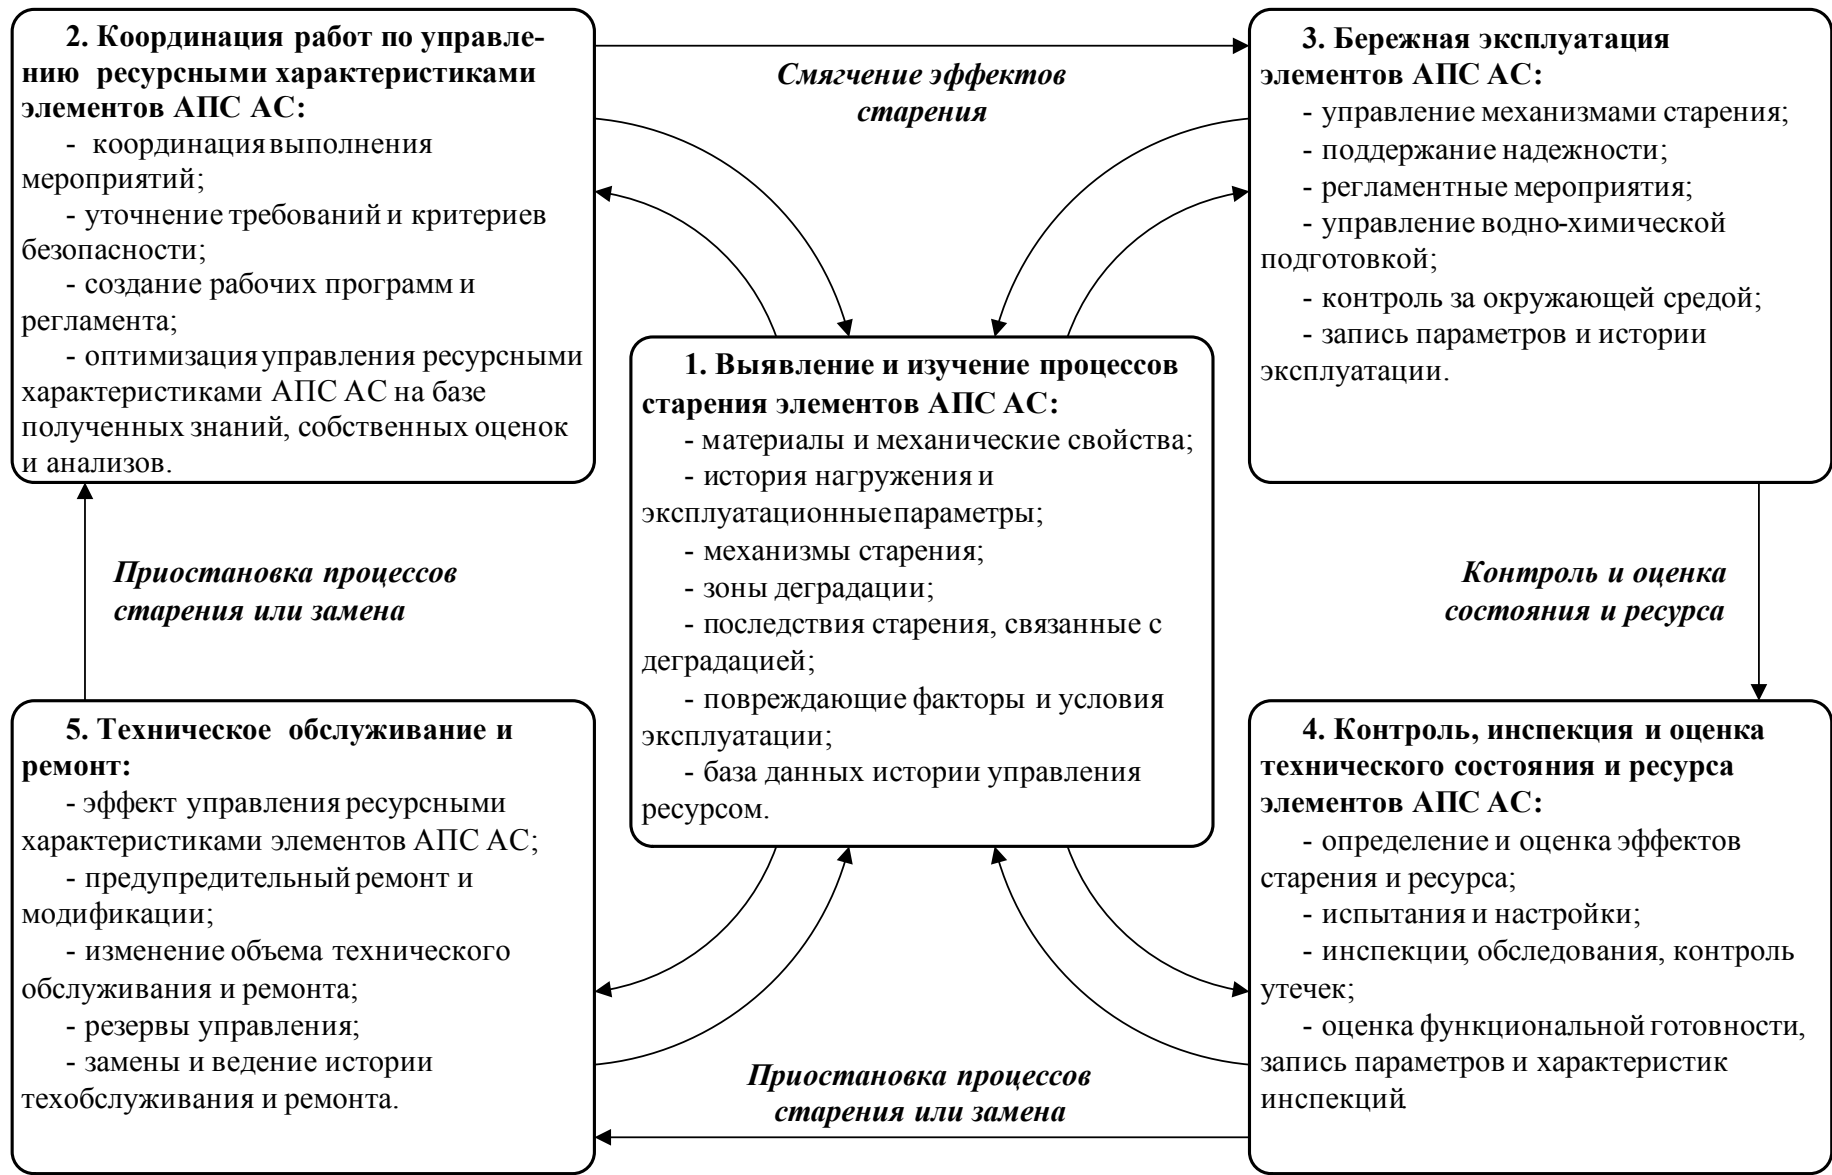 2. Координация работ по управле-
нию ресурсными характеристиками
элементов АПС АС:
- координация выполнения
мероприятий;
- уточнение требований и критериев
безопасности;
- создание рабочих программ и
регламента;
- оптимизация управления ресурсными
характеристиками АПС АС на базе
полученных знаний, собственных оценок
и анализов.
Смягчение эффектов
старения
3. Бережная эксплуатация
элементов АПС АС:
- управление механизмами старения;
- поддержание надежности;
- регламентные мероприятия;
- управление водно-химической
подготовкой;
- контроль за окружающей средой;
- запись параметров и истории
эксплуатации.
1. Выявление и изучение процессов
старения элементов АПС АС:
- материалы и механические свойства;
- история нагружения и
эксплуатационные параметры;
- механизмы старения;
- зоны деградации;
- последствия старения, связанные с
деградацией;
- повреждающие факторы и условия
эксплуатации;
- база данных истории управления
ресурсом.
Приостановка процессов
старения или замена
Контроль и оценка
состояния и ресурса
5. Техническое обслуживание и
ремонт:
- эффект управления ресурсными
характеристиками элементов АПС АС;
- предупредительный ремонт и
модификации;
- изменение объема технического
обслуживания и ремонта;
- резервы управления;
- замены и ведение истории
техобслуживания и ремонта.
Приостановка процессов
старения или замена
4. Контроль, инспекция и оценка
технического состояния и ресурса
элементов АПС АС:
- определение и оценка эффектов
старения и ресурса;
- испытания и настройки;
- инспекции, обследования, контроль
утечек;
- оценка функциональной готовности,
запись параметров и характеристик
инспекций.